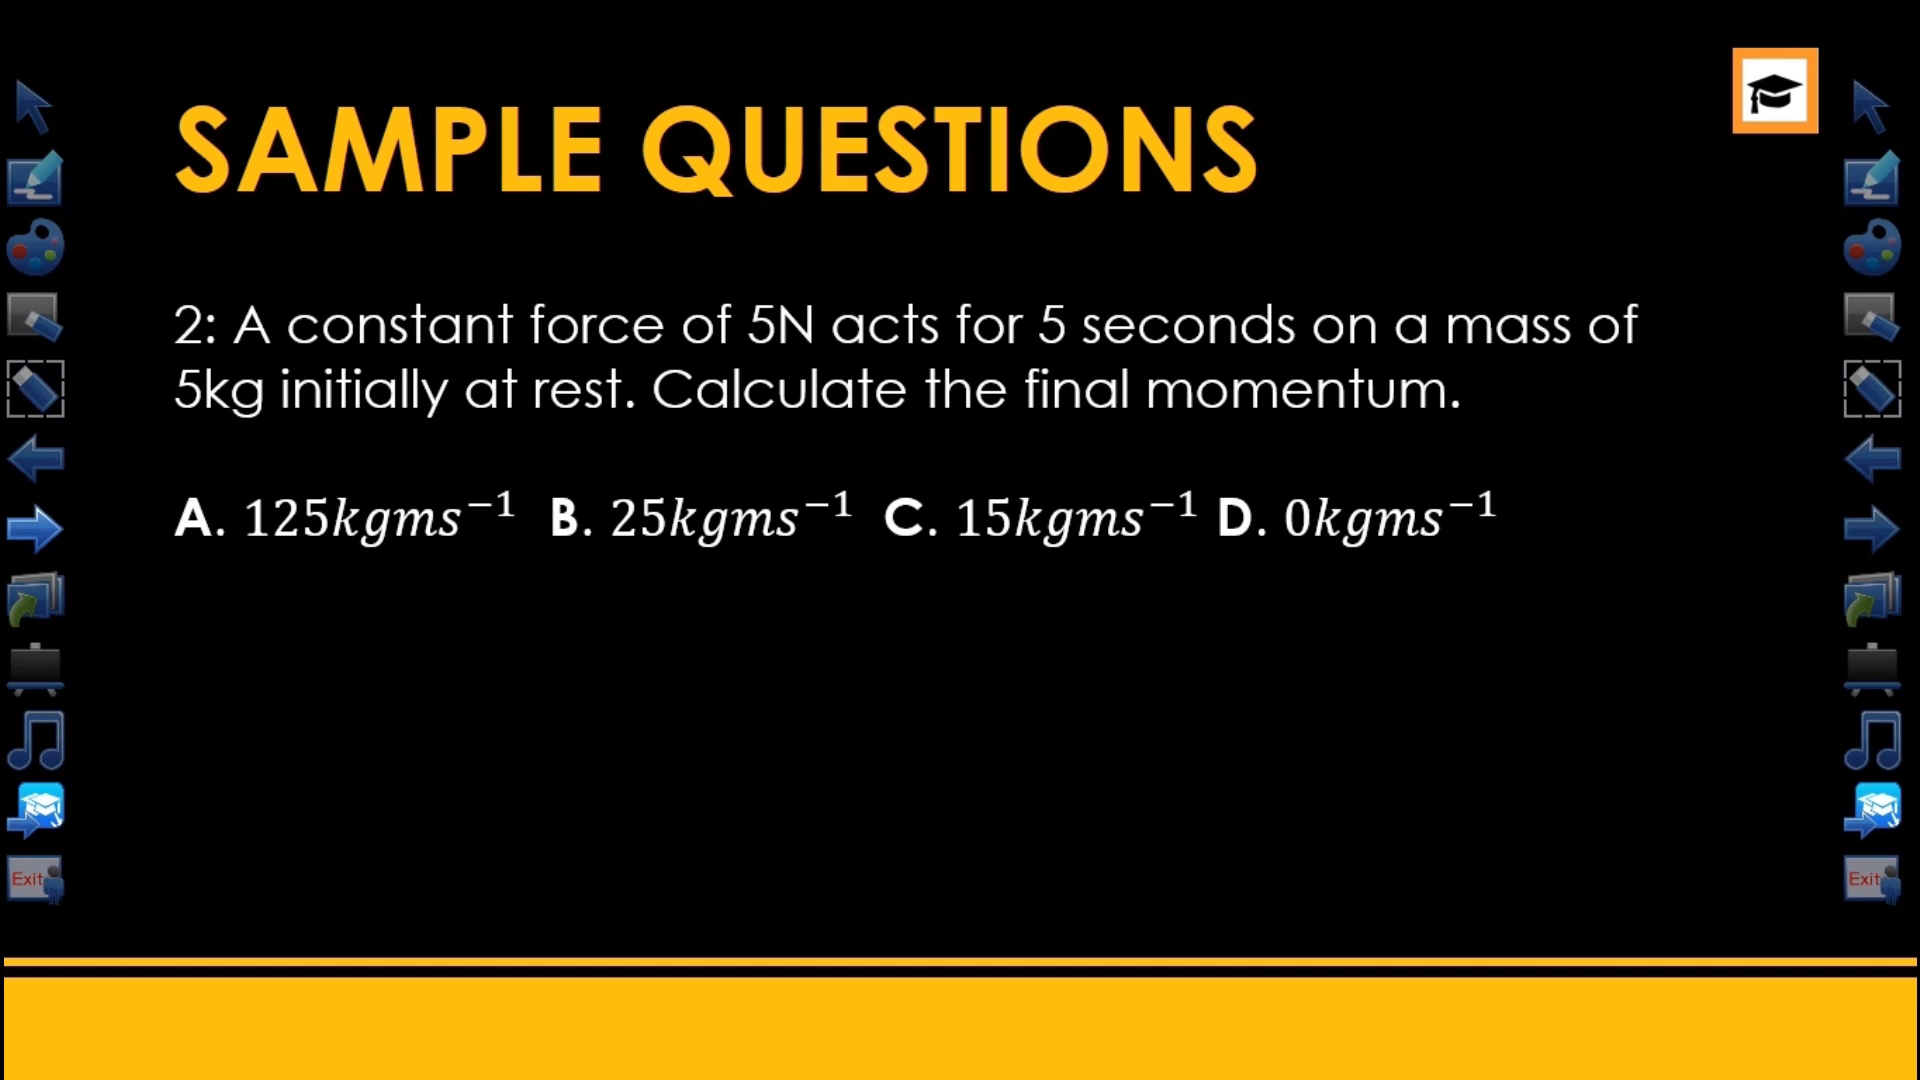 SAMPLE QUESTIONS
2: A constant force of 5N acts for 5 seconds on a mass of
5kg initially at rest. Calculate the final momentum.
A. 125kgms⁻¹ B. 25kgms⁻¹ C. 15kgms⁻¹ D. 0kgms⁻¹
Exit
Exit